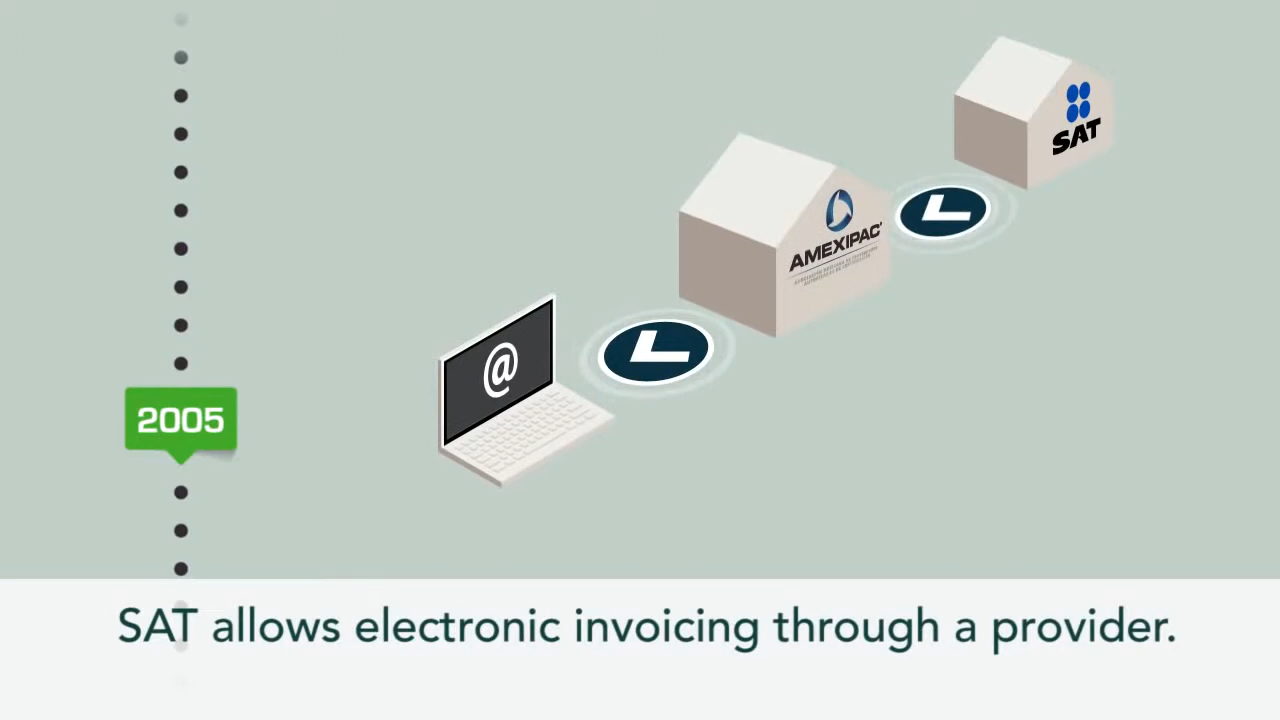 SAT
AMEXIPAC
@
2005
SAT allows electronic invoicing through a provider.